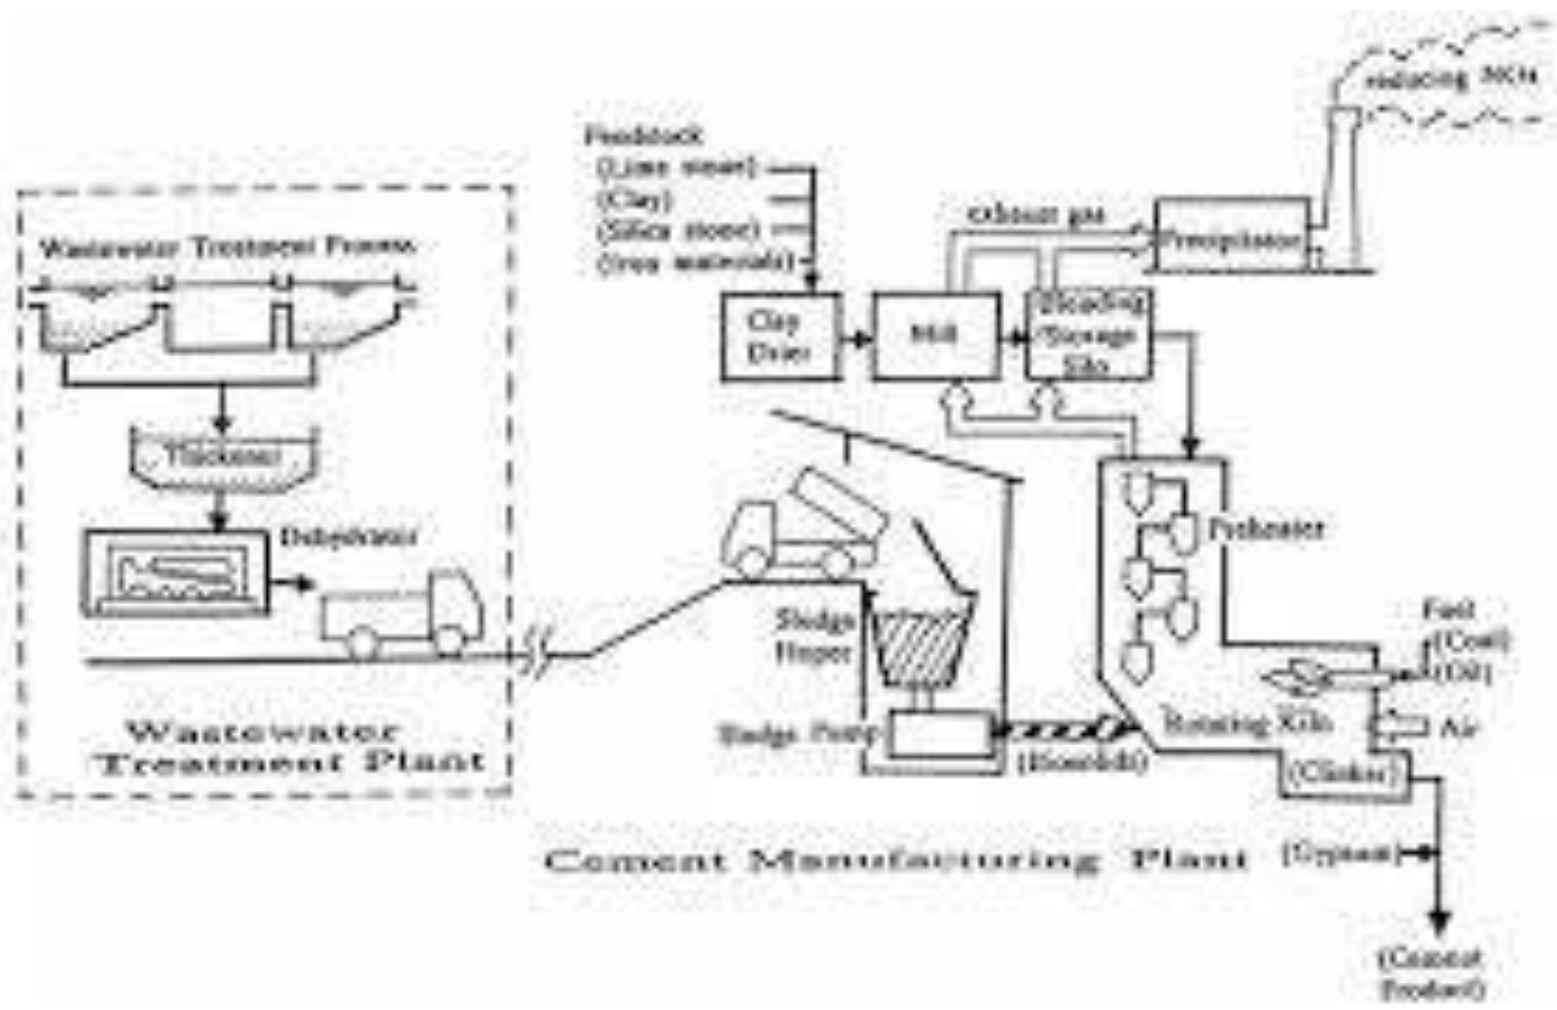 Wastewater Treatment Process
Thickener
Dehydrator
Wastewater
Treatment Plant
Feedstock
(Lime stone)
(Clay)
(Silica stone)
(Iron materials)
Clay
Drier
Mill
/Storage
Silo
exhaust gas
Precipitator
reducing
Preheater
Fuel
(Coal)
(Oil)
Air
Rotating Kiln
(Clinker)
Sludge
Sludge Pump
(Biosolids)
Cement Manufacturing Plant
(Gypsum)
(Cement
Product)